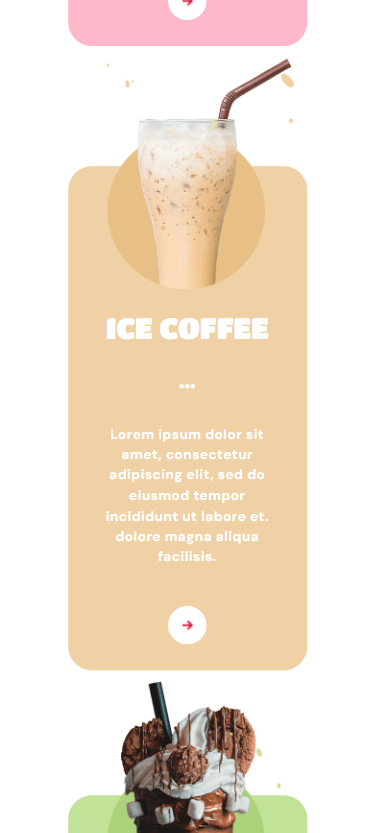 ICE COFFEE
...
Lorem ipsum dolor sit
amet, consectetur
adipiscing elit, sed do
eiusmod tempor
incididunt ut labore et.
dolore magna aliqua
facilisis.